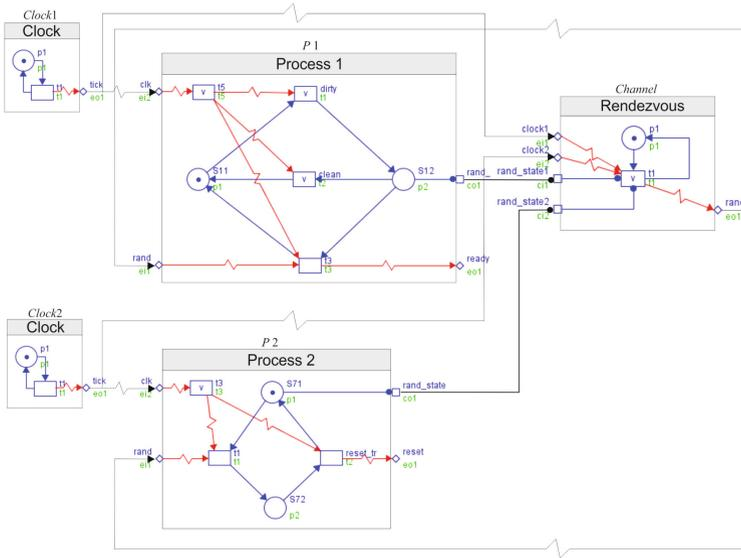 Clock1
Clock
p1
p1
t1
t1
tick
eo1
P 1
Process 1
clk
ei2
t5
t5
v
v
dirty
t1
S11
p1
v
clean
t2
S12
p2
rand_
co1
rand
ei1
t3
t3
ready
eo1
Channel
Rendezvous
clock1
ei1
clock2
ei2
rand_state1
ci1
rand_state2
ci2
p1
p1
v
t1
t1
rand
eo1
Clock2
Clock
p1
p1
t1
t1
tick
eo1
P 2
Process 2
clk
ei2
v
t3
t3
S71
p1
rand_state
co1
rand
ei1
t1
t1
reset_tr
t2
reset
eo1
S72
p2